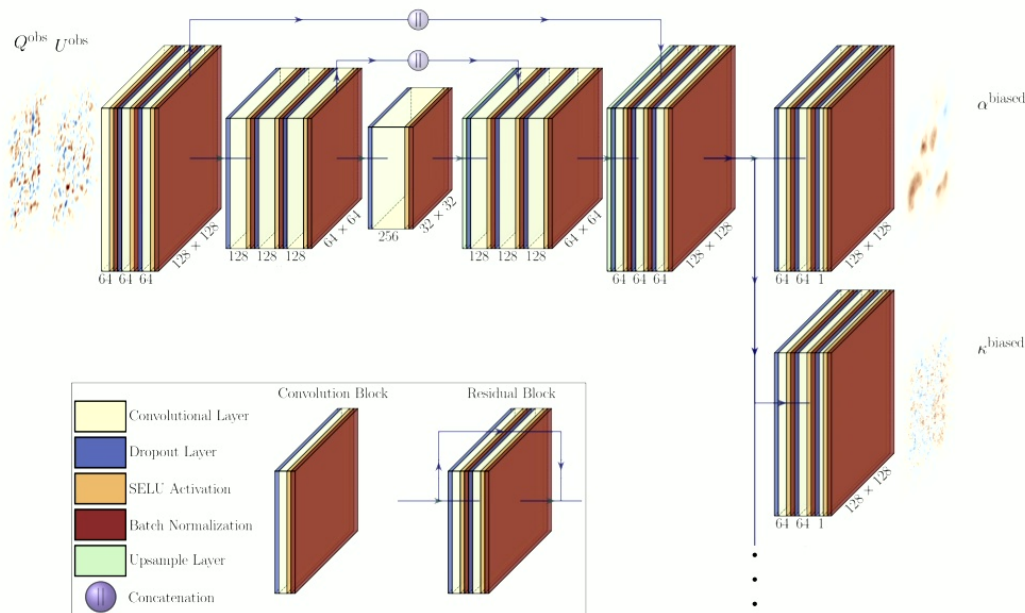 Q^obs U^obs
64 64 64
128 × 128
128 128 128
64 × 64
256
32 × 32
128 128 128
64 × 64
64 64 64
128 × 128
64 64 1
128 × 128
α^biased
64 64 1
128 × 128
κ^biased
Convolution Block
Residual Block
Convolutional Layer
Dropout Layer
SELU Activation
Batch Normalization
Upsample Layer
Concatenation